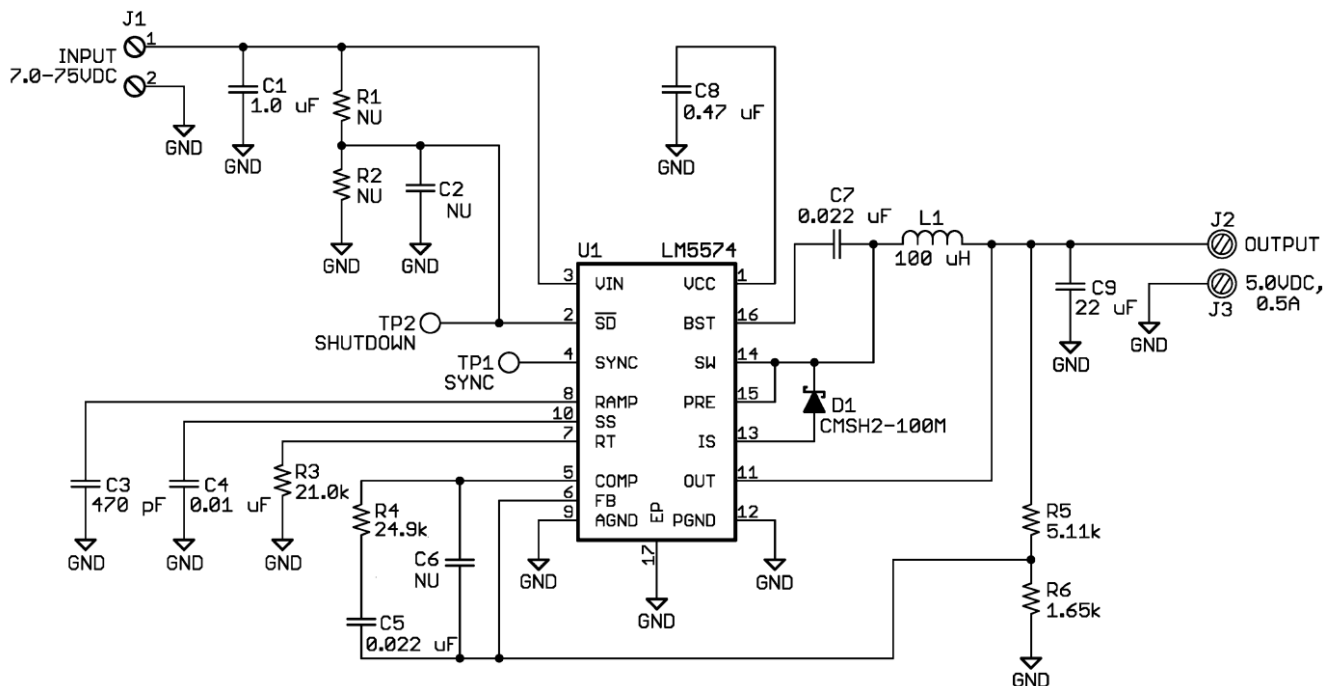 J1
INPUT
7.0-75VDC
1
2
GND
C1
1.0 uF
GND
R1
NU
R2
NU
GND
C2
NU
GND
C8
0.47 uF
GND
C7
0.022 uF
L1
100 uH
J2
OUTPUT
5.0VDC,
0.5A
J3
GND
C9
22 uF
GND
U1
LM5574
3
VIN
VCC
1
TP2
SHUTDOWN
2
SD
BST
16
TP1
SYNC
4
SYNC
SW
14
8
RAMP
PRE
15
D1
CMSH2-100M
10
SS
7
RT
IS
13
5
COMP
OUT
11
6
FB
9
AGND
EP
PGND
12
17
GND
GND
GND
C3
470 pF
GND
C4
0.01 uF
GND
R3
21.0k
GND
R4
24.9k
C6
NU
C5
0.022 uF
R5
5.11k
R6
1.65k
GND